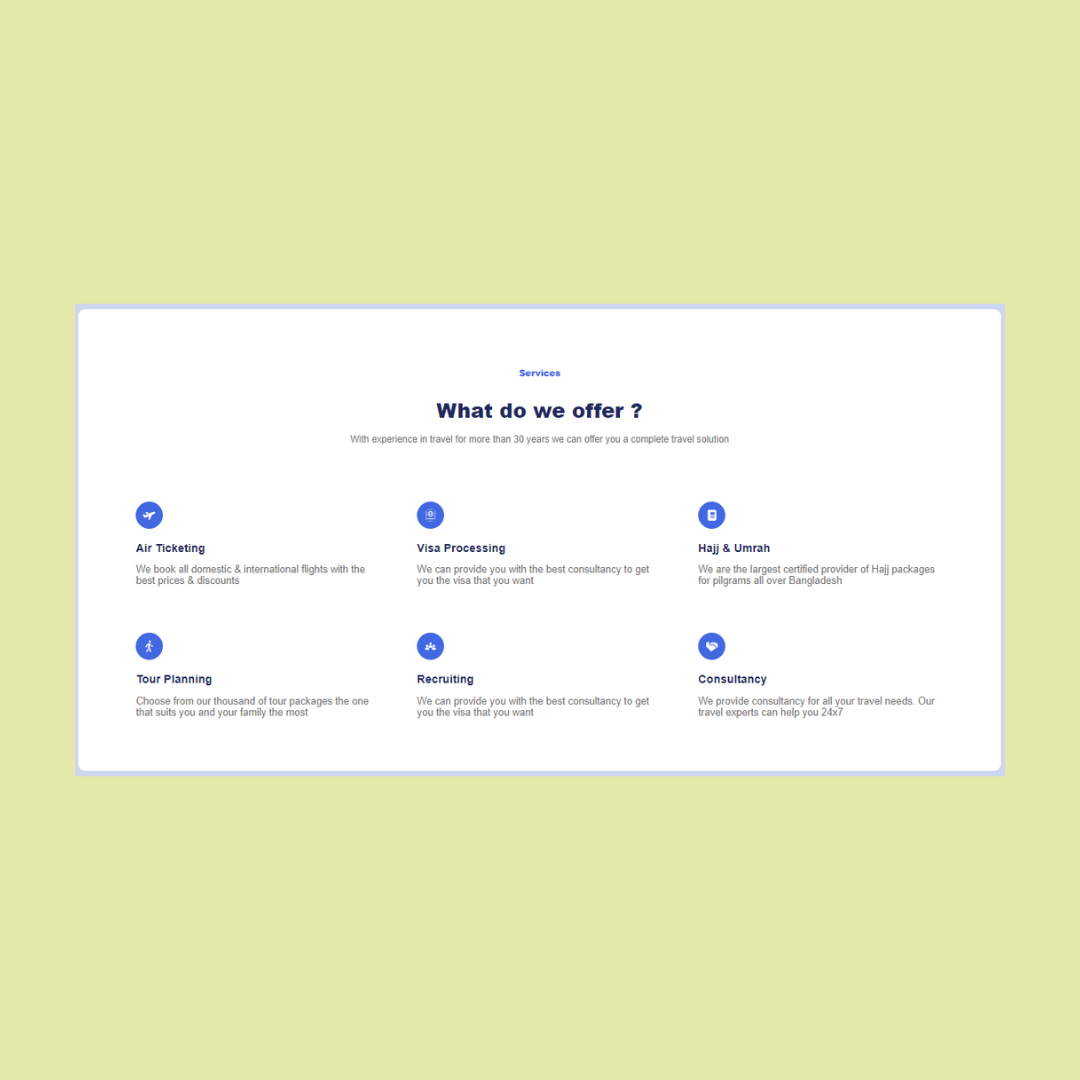 Services
What do we offer ?
With experience in travel for more than 30 years we can offer you a complete travel solution
Air Ticketing
We book all domestic & international flights with the
best prices & discounts
Visa Processing
We can provide you with the best consultancy to get
you the visa that you want
Hajj & Umrah
We are the largest certified provider of Hajj packages
for pilgrams all over Bangladesh
Tour Planning
Choose from our thousand of tour packages the one
that suits you and your family the most
Recruiting
We can provide you with the best consultancy to get
you the visa that you want
Consultancy
We provide consultancy for all your travel needs. Our
travel experts can help you 24x7